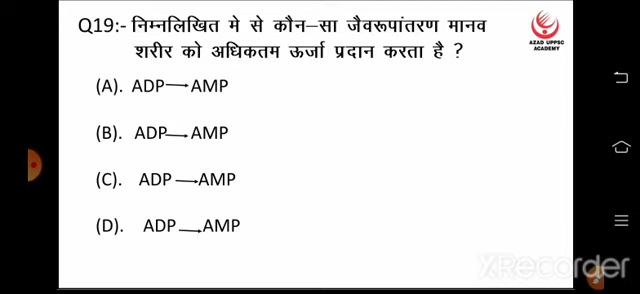 Q19:- निम्नलिखित मे से कौन–सा जैवरूपांतरण मानव
शरीर को अधिकतम ऊर्जा प्रदान करता है ?
AZAD UPPSC
ACADEMY
(A). ADP→AMP
(B). ADP→AMP
(C). ADP→AMP
(D). ADP→AMP
XRecorder